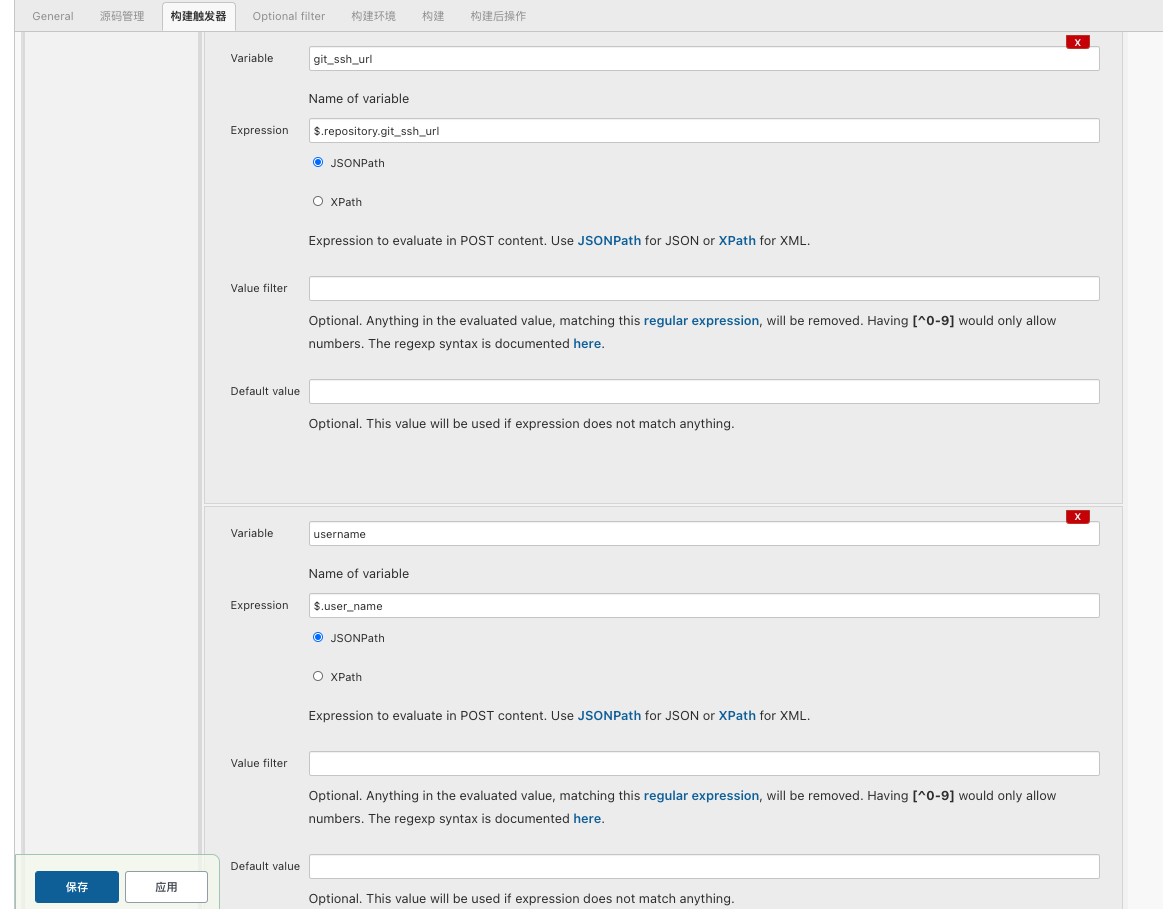 General 源码管理 构建触发器 Optional filter 构建环境 构建 构建后操作
X
Variable git_ssh_url
Name of variable
Expression $.repository.git_ssh_url
JSONPath
XPath
Expression to evaluate in POST content. Use JSONPath for JSON or XPath for XML.
Value filter
Optional. Anything in the evaluated value, matching this regular expression, will be removed. Having [^0-9] would only allow
numbers. The regexp syntax is documented here.
Default value
Optional. This value will be used if expression does not match anything.
X
Variable username
Name of variable
Expression $.user_name
JSONPath
XPath
Expression to evaluate in POST content. Use JSONPath for JSON or XPath for XML.
Value filter
Optional. Anything in the evaluated value, matching this regular expression, will be removed. Having [^0-9] would only allow
numbers. The regexp syntax is documented here.
Default value
保存 应用
Optional. This value will be used if expression does not match anything.